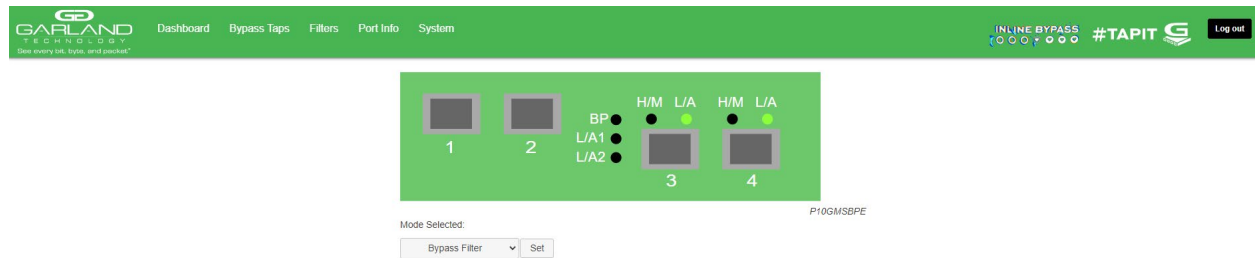 GARLAND
TECHNOLOGY
See every bit, byte, and packet®
Dashboard Bypass Taps Filters Port Info System
INLINE BYPASS
#TAPIT
Log out
H/M L/A H/M L/A
BP
L/A1
L/A2
1 2
3 4
P10GMSBPE
Mode Selected:
Bypass Filter Set